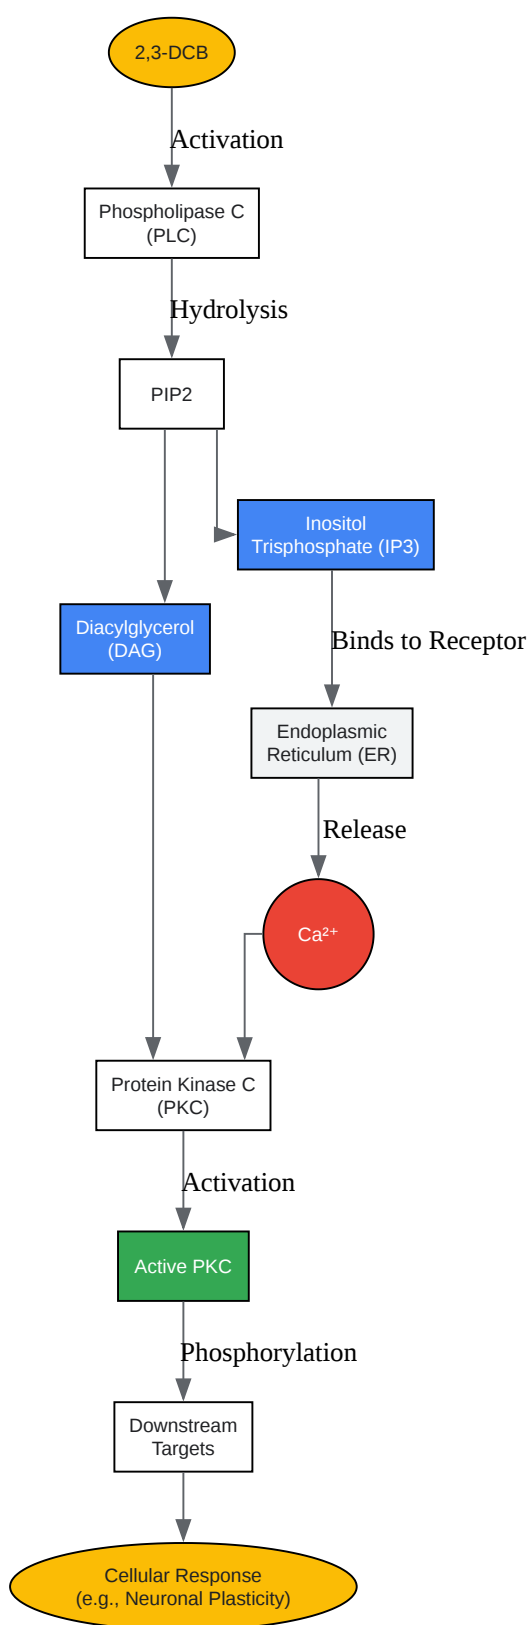 2,3-DCB
Activation
Phospholipase C
(PLC)
Hydrolysis
PIP2
Inositol
Trisphosphate (IP3)
Diacylglycerol
(DAG)
Binds to Receptor
Endoplasmic
Reticulum (ER)
Release
Ca²⁺
Protein Kinase C
(PKC)
Activation
Active PKC
Phosphorylation
Downstream
Targets
Cellular Response
(e.g., Neuronal Plasticity)